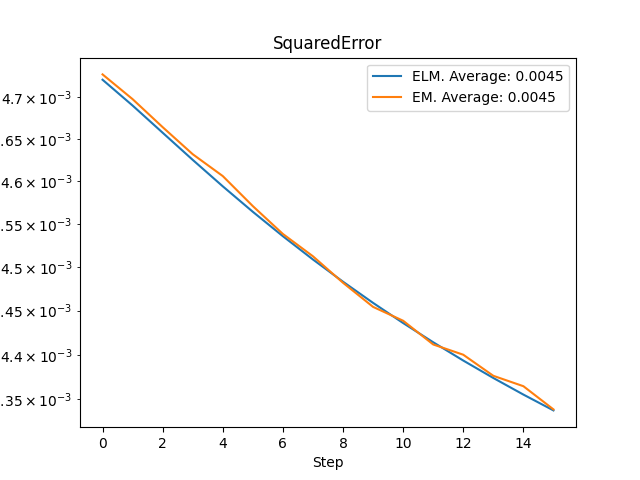 SquaredError
ELM. Average: 0.0045
EM. Average: 0.0045
4.7 × 10⁻³
.65 × 10⁻³
4.6 × 10⁻³
.55 × 10⁻³
4.5 × 10⁻³
.45 × 10⁻³
4.4 × 10⁻³
.35 × 10⁻³
0 2 4 6 8 10 12 14
Step